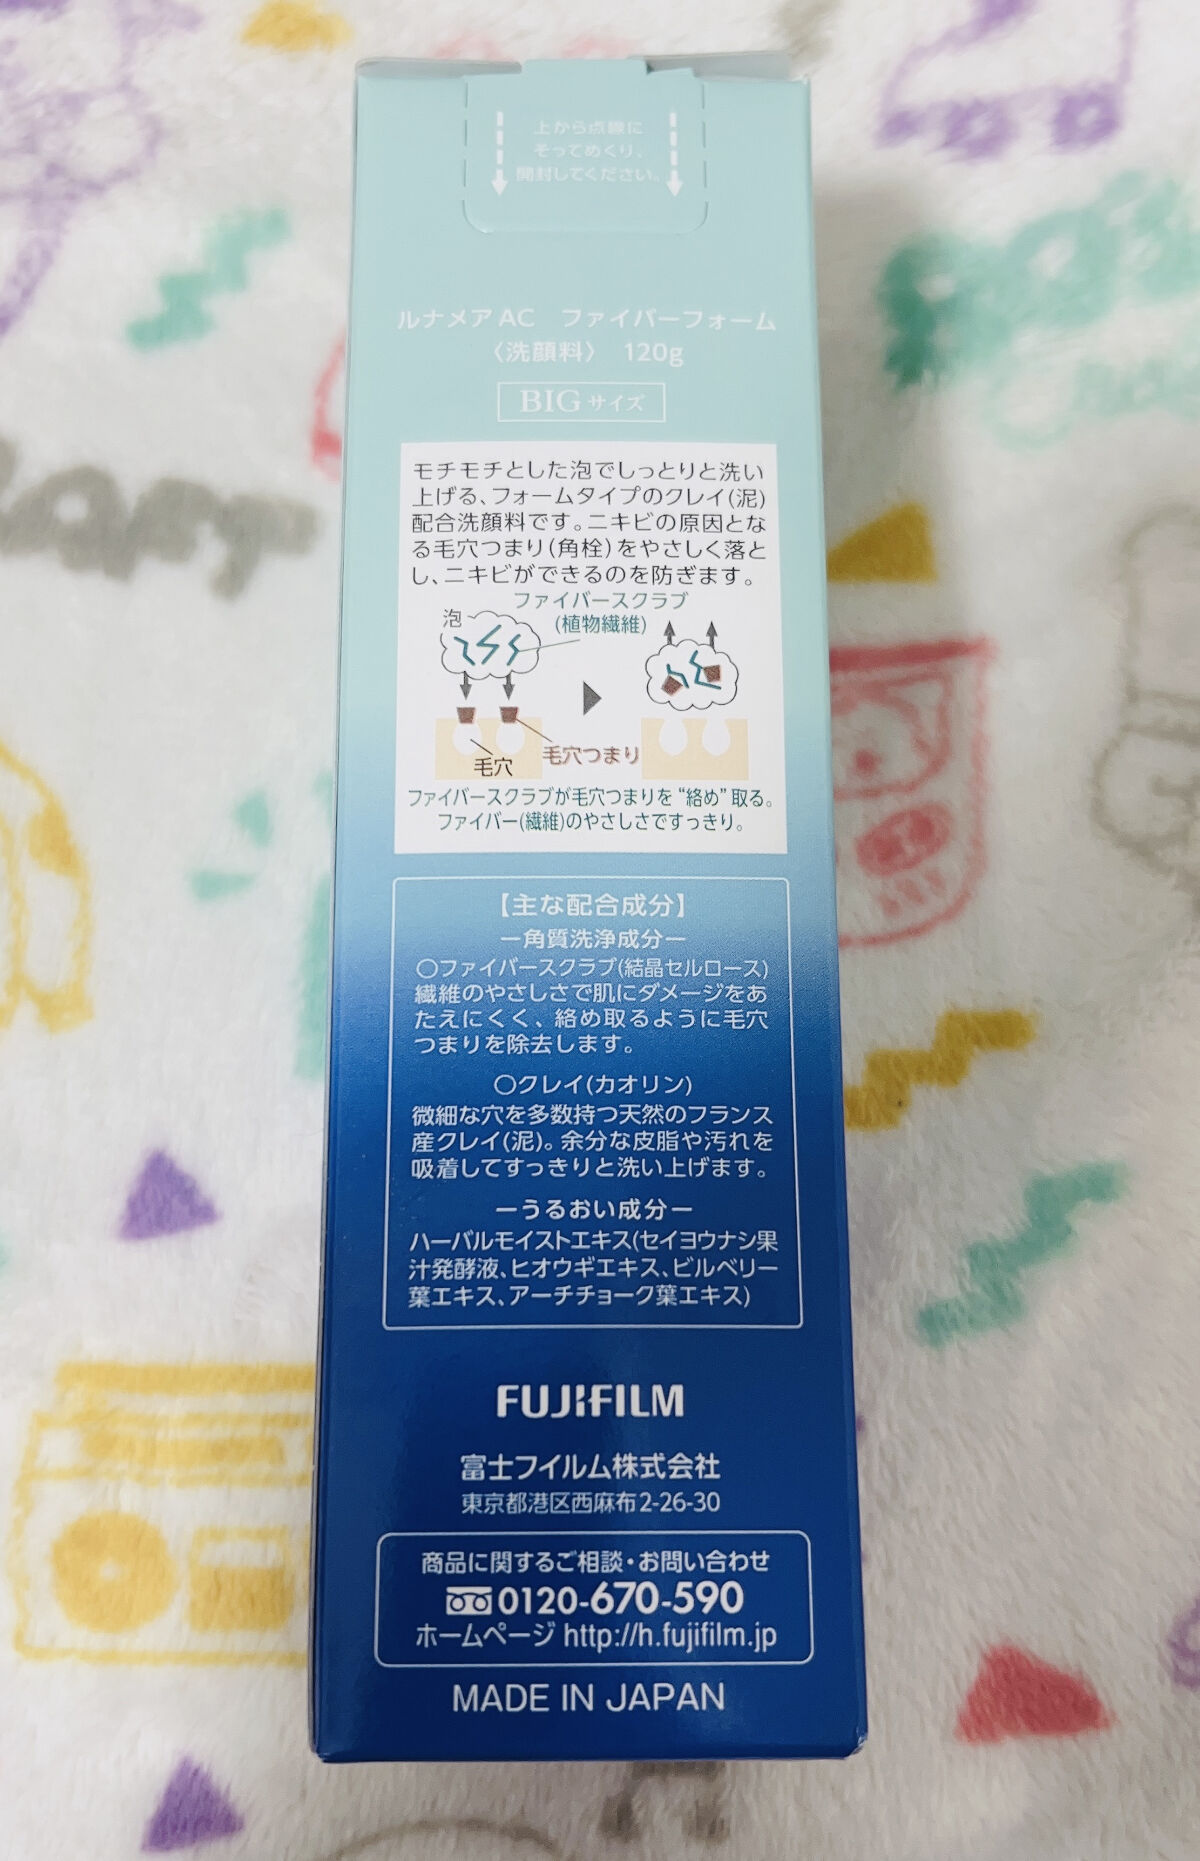 上から点線に
そってめくり、
開封してください。
ルナメアAC ファイバーフォーム
〈洗顔料〉 120g
BIGサイズ
モチモチとした泡でしっとりと洗い
上げる、フォームタイプのクレイ(泥)
配合洗顔料です。ニキビの原因とな
る毛穴つまり(角栓)をやさしく落と
し、ニキビができるのを防ぎます。
ファイバースクラブ
(植物繊維)
泡
毛穴つまり
毛穴
ファイバースクラブが毛穴つまりを“絡め”取る。
ファイバー(繊維)のやさしさですっきり。
【主な配合成分】
ー角質洗浄成分ー
○ファイバースクラブ(結晶セルロース)
繊維のやさしさで肌にダメージをあ
たえにくく、絡め取るように毛穴
つまりを除去します。
○クレイ(カオリン)
微細な穴を多数持つ天然のフランス
産クレイ(泥)。余分な皮脂や汚れを
吸着してすっきりと洗い上げます。
ーうるおい成分ー
ハーバルモイストエキス(セイヨウナシ果
汁発酵液、ヒオウギエキス、ビルベリー
葉エキス、アーチチョーク葉エキス)
FUJIFILM
富士フイルム株式会社
東京都港区西麻布2-26-30
商品に関するご相談・お問い合わせ
0120-670-590
ホームページ http://h.fujifilm.jp
MADE IN JAPAN